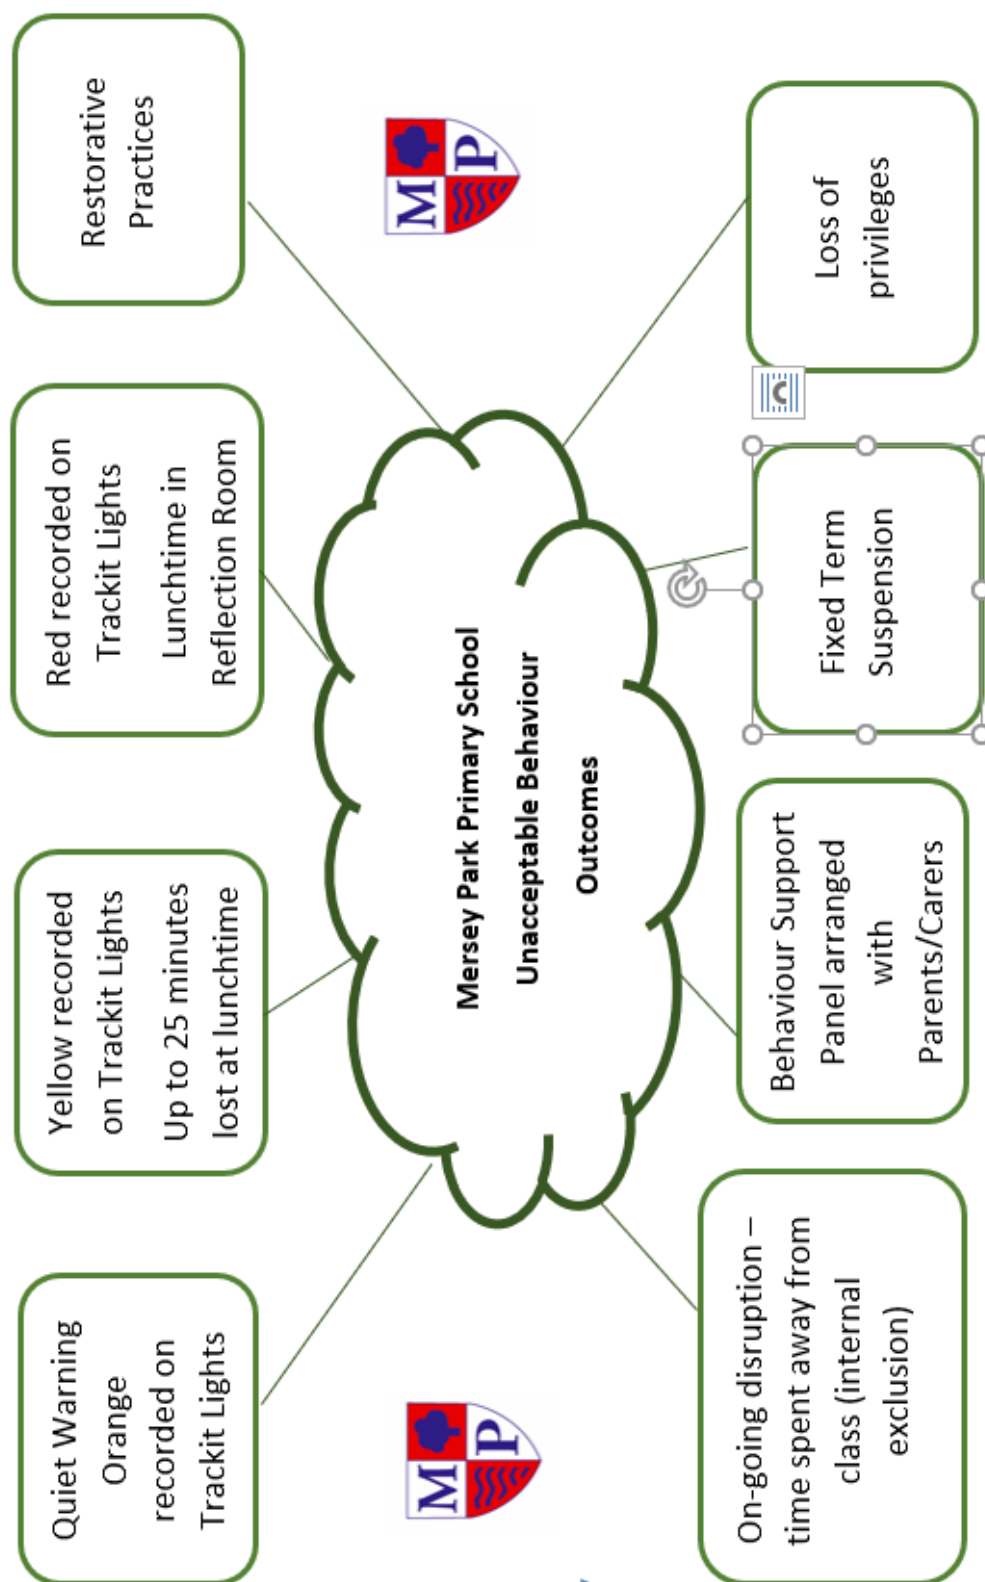 Quiet Warning
Orange
recorded on
Trackit Lights
Yellow recorded
on Trackit Lights
Up to 25 minutes
lost at lunchtime
Red recorded on
Trackit Lights
Lunchtime in
Reflection Room
Restorative
Practices
M
P
M
P
Mersey Park Primary School
Unacceptable Behaviour
Outcomes
On-going disruption –
time spent away from
class (internal
exclusion)
Behaviour Support
Panel arranged
with
Parents/Carers
Fixed Term
Suspension
Loss of
privileges